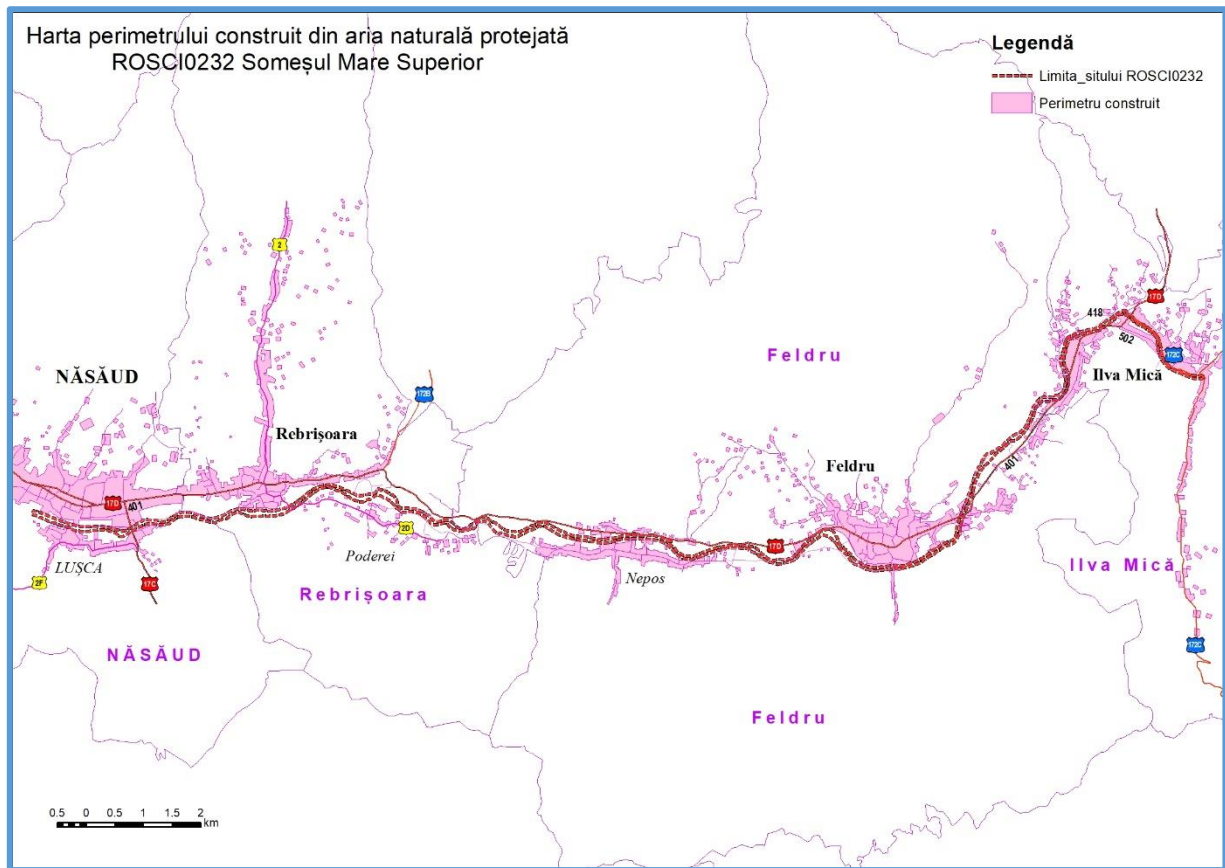 Harta perimetrului construit din aria naturală protejată
ROSCI0232 Someșul Mare Superior
Legendă
Limita_sitului ROSCI0232
Perimetru construit
2
17D
418
502
172C
Feldru
Ilva Mică
NĂSĂUD
172B
Rebrișoara
Feldru
401
17D
401
2D
17D
Poderei
LUȘCA
Nepos
2F
17C
Rebrișoara
Ilva Mică
NĂSĂUD
172C
Feldru
0.5 0 0.5 1 1.5 2
km